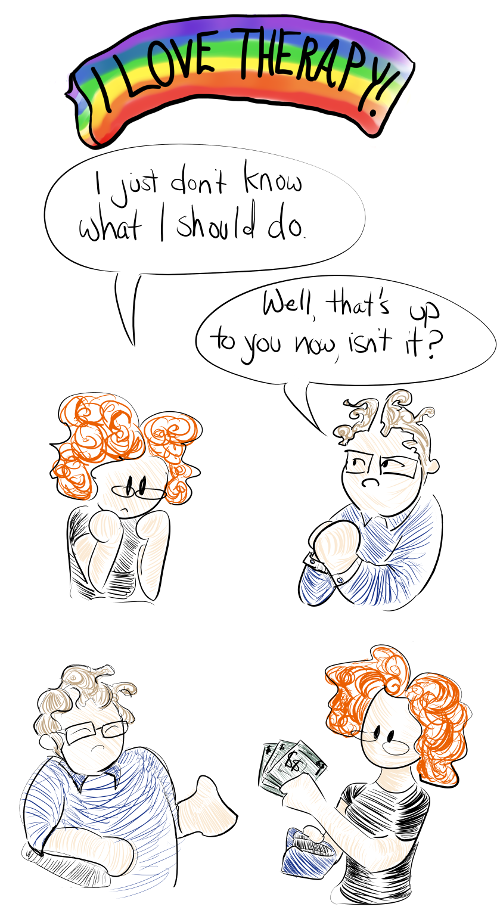 I LOVE THERAPY!
I just don't know
what I should do.
Well, that's up
to you now, isn't it?
$